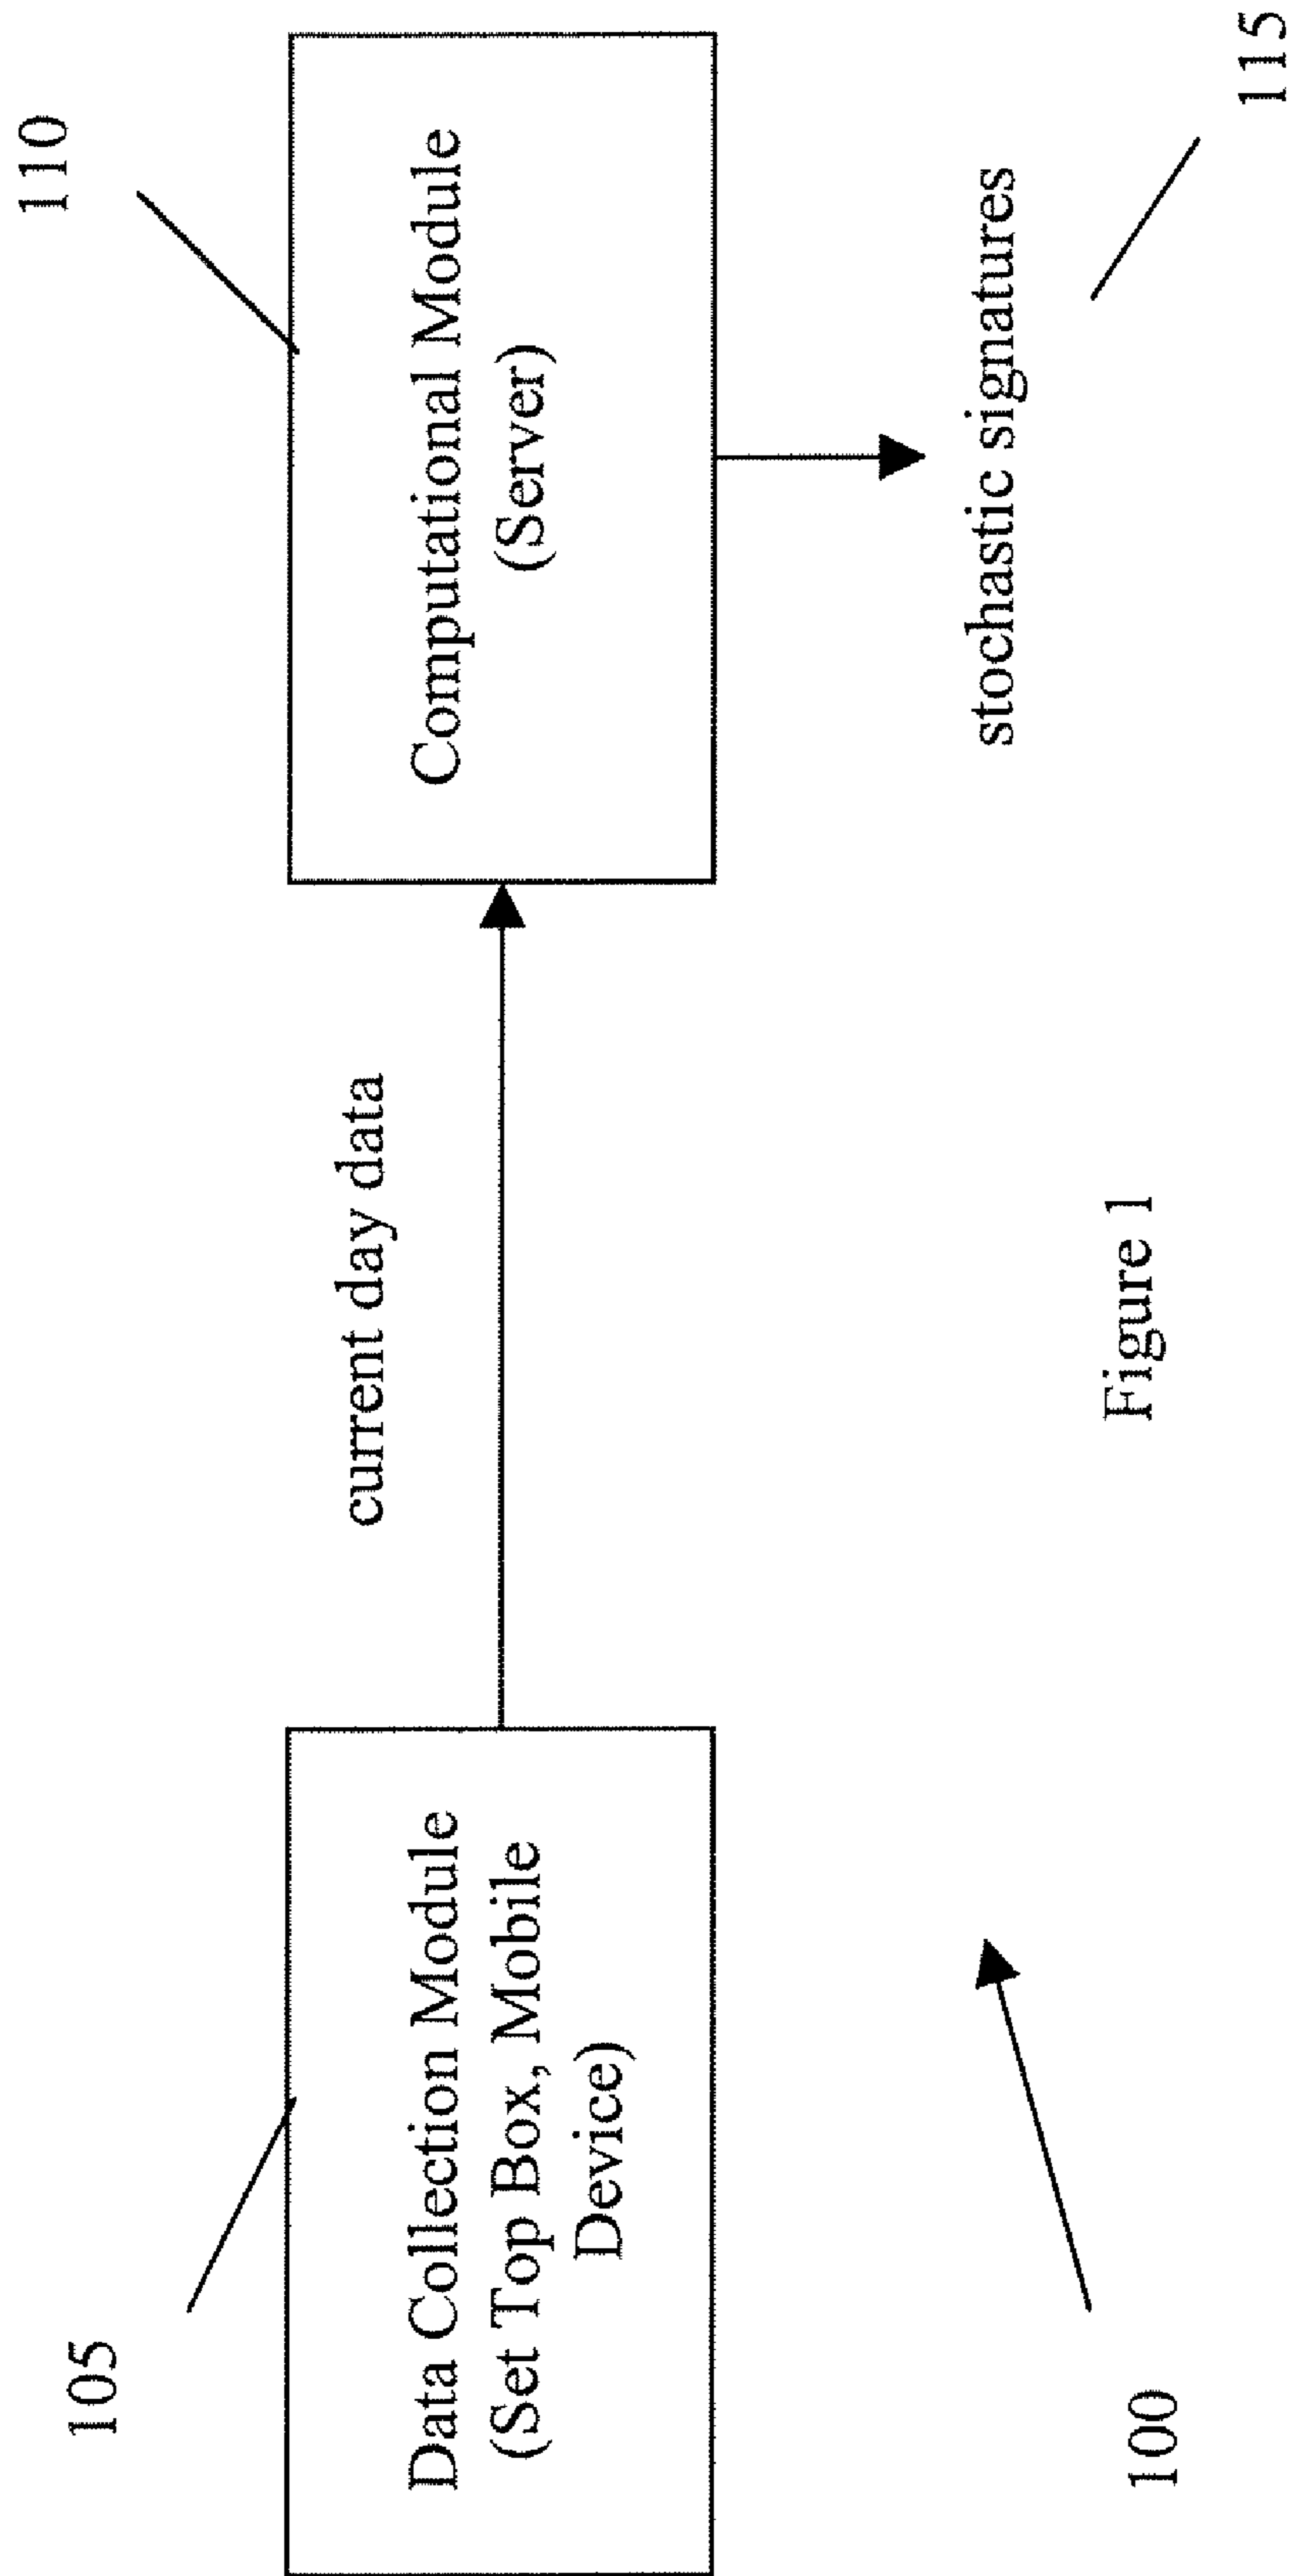 105
110
Data Collection Module
(Set Top Box, Mobile
Device)
current day data
Computational Module
(Server)
stochastic signatures
115
100
Figure 1